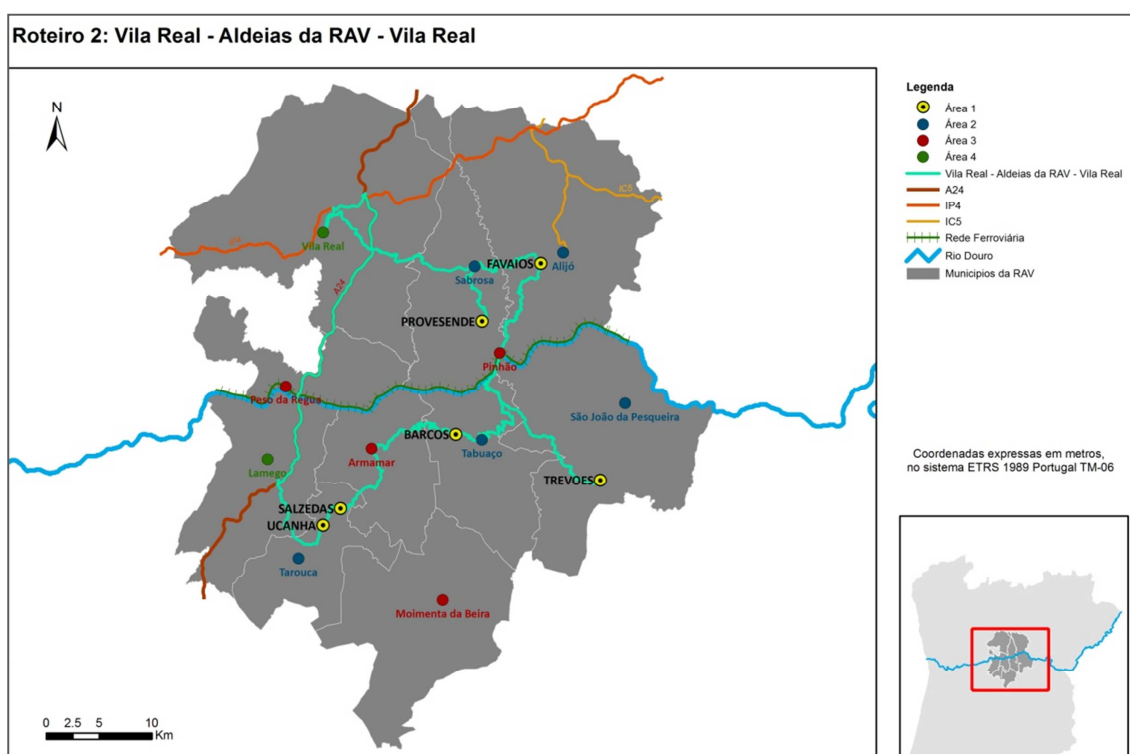 Roteiro 2: Vila Real - Aldeias da RAV - Vila Real
N
IC5
IP4
Vila Real
A24
FAVAIOS
Alijó
Sabrosa
PROVESENDE
Pinhão
Peso da Régua
São João da Pesqueira
BARCOS
Tabuaço
Armamar
Lamego
TREVOES
SALZEDAS
UCANHA
Tarouca
Moimenta da Beira
0 2.5 5 10
Km
Legenda
Área 1
Área 2
Área 3
Área 4
Vila Real - Aldeias da RAV - Vila Real
A24
IP4
IC5
Rede Ferroviária
Rio Douro
Municipios da RAV
Coordenadas expressas em metros,
no sistema ETRS 1989 Portugal TM-06